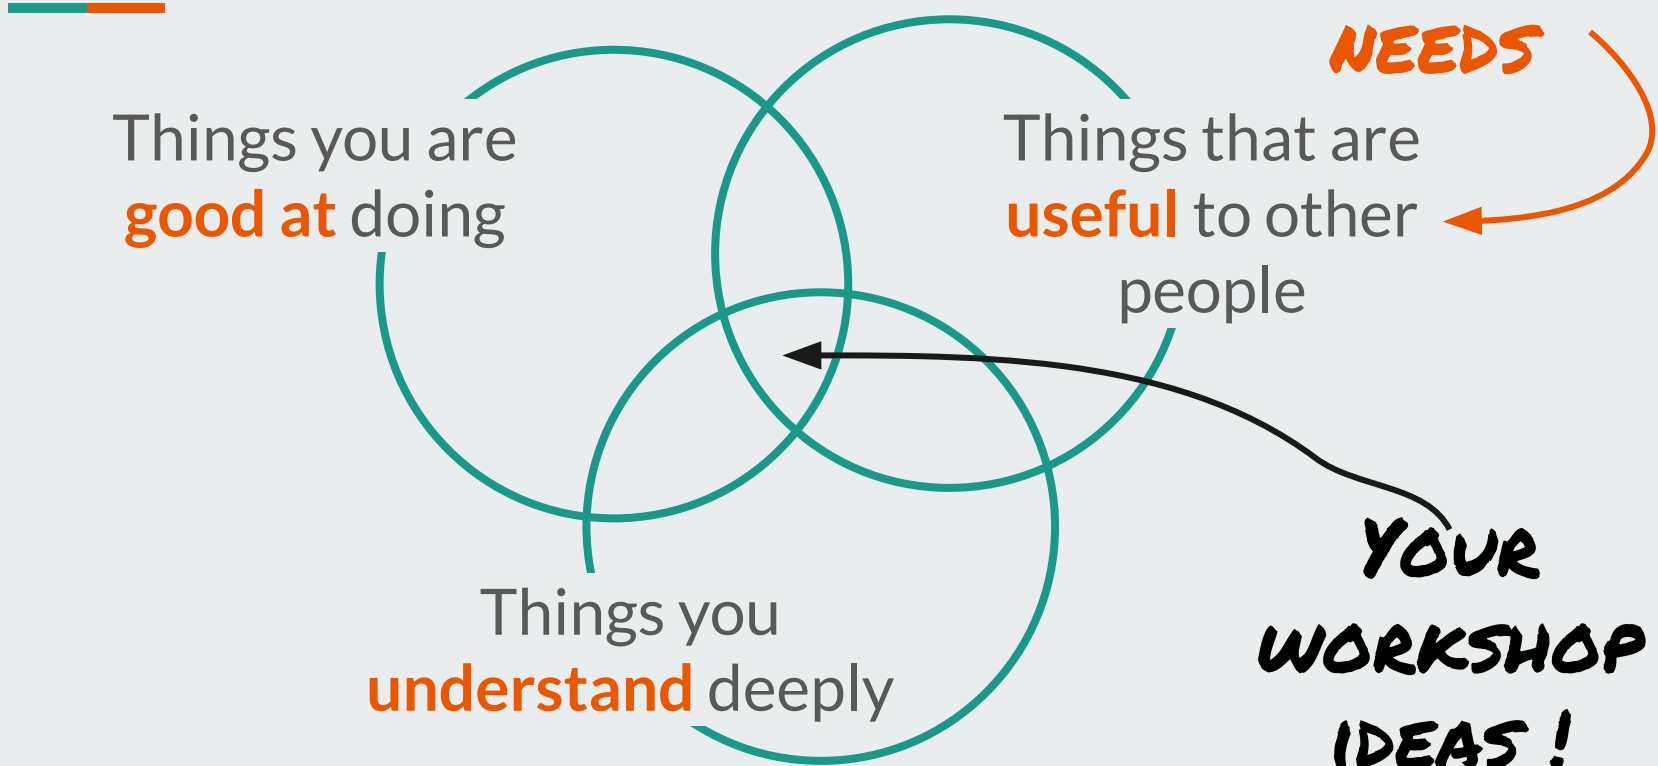 NEEDS
Things you are
good at doing
Things that are
useful to other
people
Things you
understand deeply
YOUR
WORKSHOP
IDEAS !